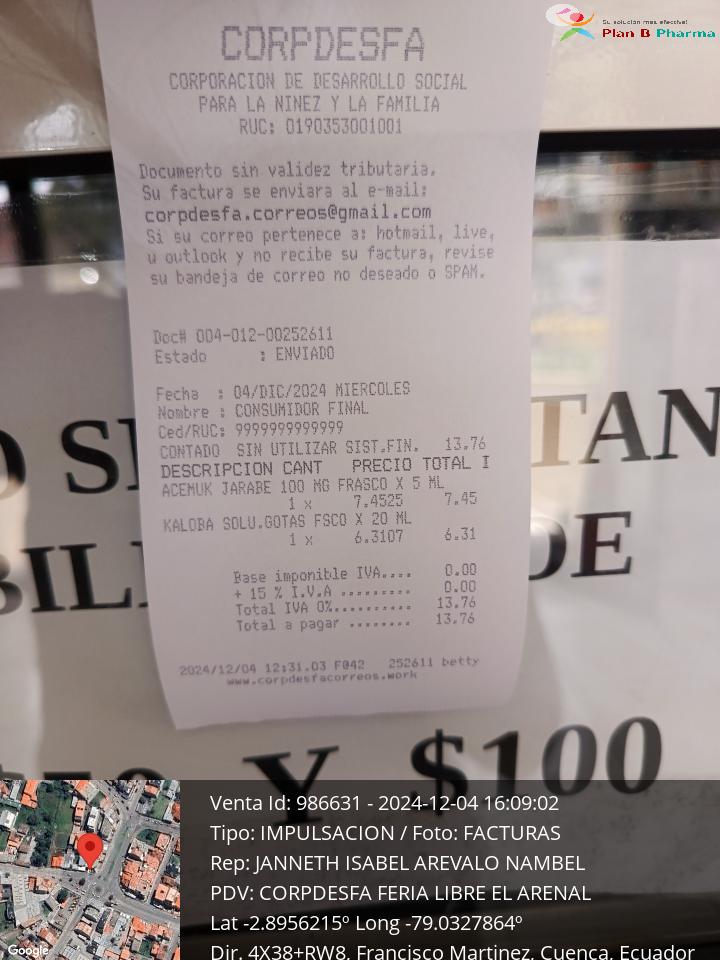 Su solución más efectiva!
Plan B Pharma
CORPDESFA
CORPORACION DE DESARROLLO SOCIAL
PARA LA NINEZ Y LA FAMILIA
RUC: 0190353001001
Documento sin validez tributaria.
Su factura se enviara al e-mail:
corpdesfa.correos@gmail.com
Si su correo pertenece a: hotmail, live,
u outlook y no recibe su factura, revise
su bandeja de correo no deseado o SPAM.
Doc# 004-012-00252611
Estado : ENVIADO
Fecha : 04/DIC/2024 MIERCOLES
Nombre : CONSUMIDOR FINAL
Ced/RUC: 9999999999999
CONTADO SIN UTILIZAR SIST.FIN. 13.76
DESCRIPCION CANT PRECIO TOTAL I
ACEMUK JARABE 100 MG FRASCO X 5 ML
1 x 7.4525 7.45
KALOBA SOLU.GOTAS FSCO X 20 ML
1 x 6.3107 6.31
Base imponible IVA.... 0.00
+ 15 % I.V.A ......... 0.00
Total IVA 0%.......... 13.76
Total a pagar ........ 13.76
2024/12/04 12:31.03 F042 252611 betty
www.corpdesfacorreos.work
TAN
DE
Y $100
Venta Id: 986631 - 2024-12-04 16:09:02
Tipo: IMPULSACION / Foto: FACTURAS
Rep: JANNETH ISABEL AREVALO NAMBEL
PDV: CORPDESFA FERIA LIBRE EL ARENAL
Lat -2.8956215º Long -79.0327864º
Dir. 4X38+RW8, Francisco Martinez, Cuenca, Ecuador
Google